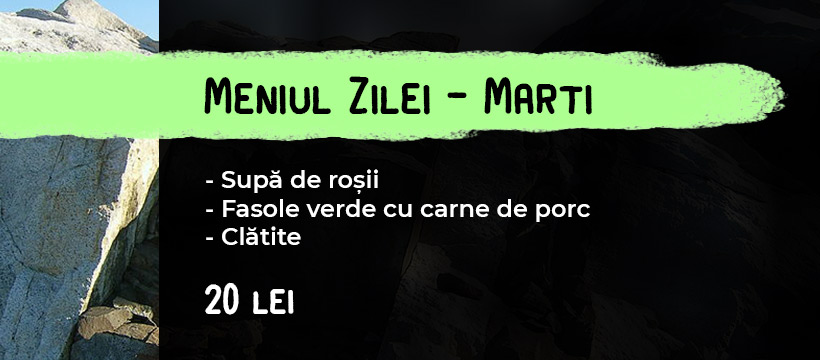 Meniul Zilei - Marti
- Supă de roșii
- Fasole verde cu carne de porc
- Clătite
20 lei